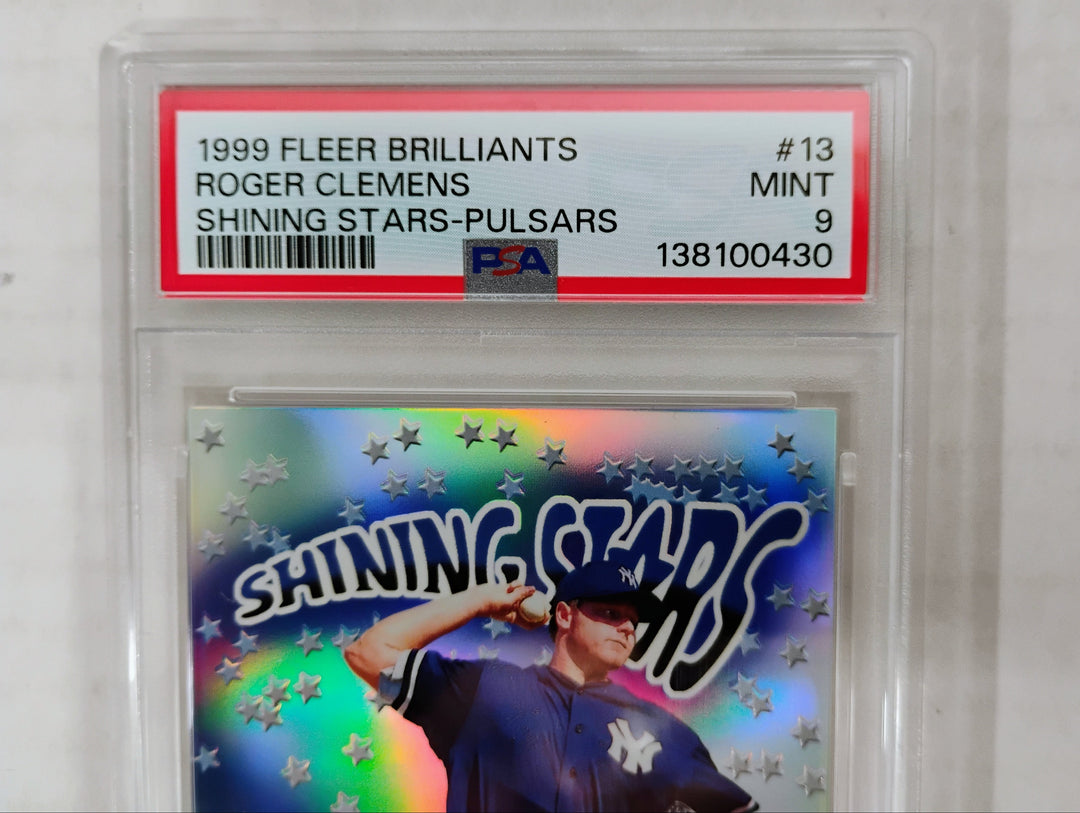 1999 FLEER BRILLIANTS #13
ROGER CLEMENS MINT
SHINING STARS-PULSARS 9
PSA 138100430
SHINING STARS
NY
NY